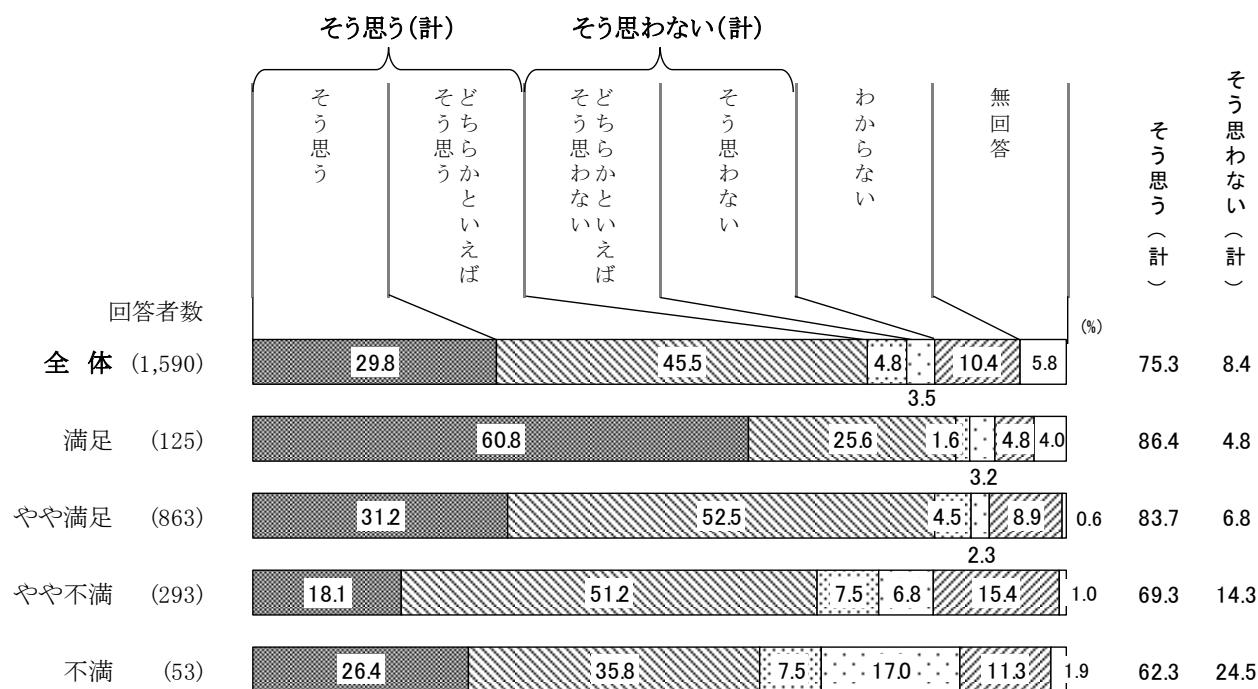 そう思う(計)
そう思わない(計)
そう思う
どちらかといえば
そう思う
どちらかといえば
そう思わない
そう思わない
わからない
無回答
そう思う(計)
そう思わない(計)
回答者数
(%)
全 体 (1,590) 29.8 45.5 4.8 10.4 5.8 75.3 8.4
3.5
満足 (125) 60.8 25.6 1.6 4.8 4.0 86.4 4.8
3.2
やや満足 (863) 31.2 52.5 4.5 8.9 0.6 83.7 6.8
2.3
やや不満 (293) 18.1 51.2 7.5 6.8 15.4 1.0 69.3 14.3
不満 (53) 26.4 35.8 7.5 17.0 11.3 1.9 62.3 24.5